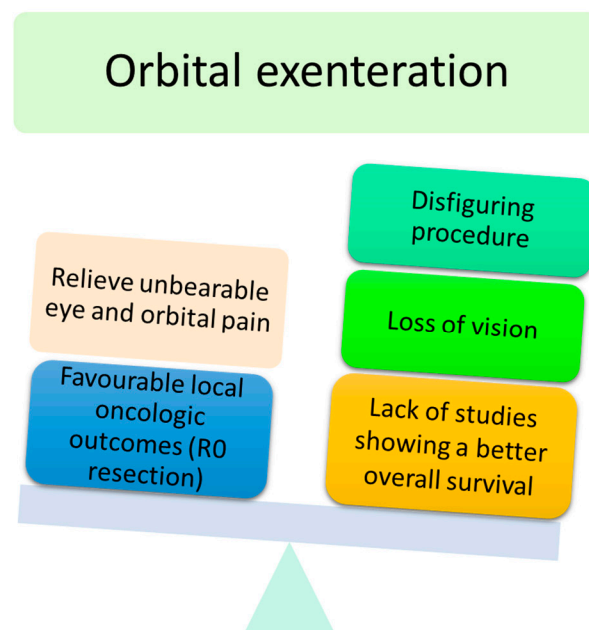 Orbital exenteration
Disfiguring
procedure
Relieve unbearable
eye and orbital pain
Loss of vision
Favourable local
oncologic
outcomes (R0
resection)
Lack of studies
showing a better
overall survival